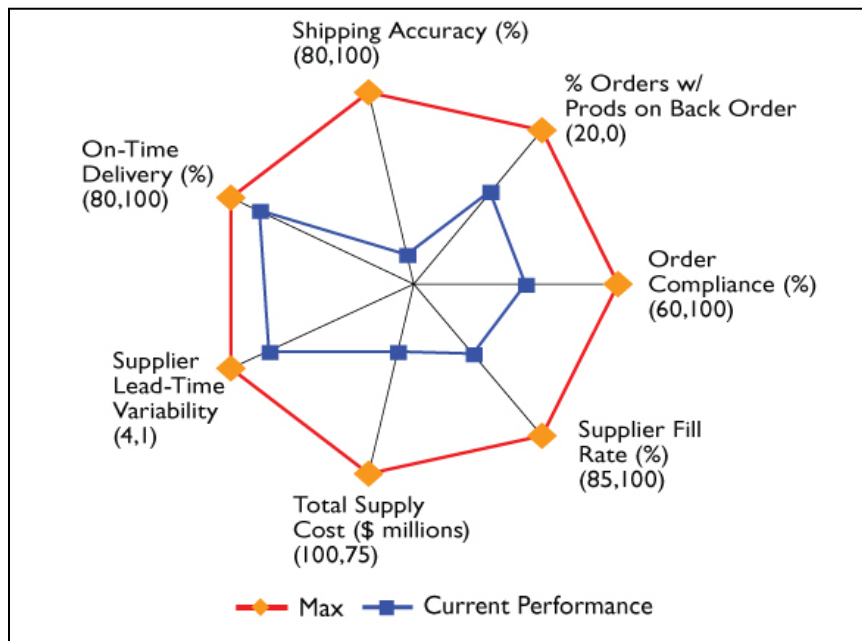 Shipping Accuracy (%)
(80,100)
% Orders w/
Prods on Back Order
(20,0)
On-Time
Delivery (%)
(80,100)
Order
Compliance (%)
(60,100)
Supplier
Lead-Time
Variability
(4,1)
Supplier Fill
Rate (%)
(85,100)
Total Supply
Cost ($ millions)
(100,75)
Max
Current Performance